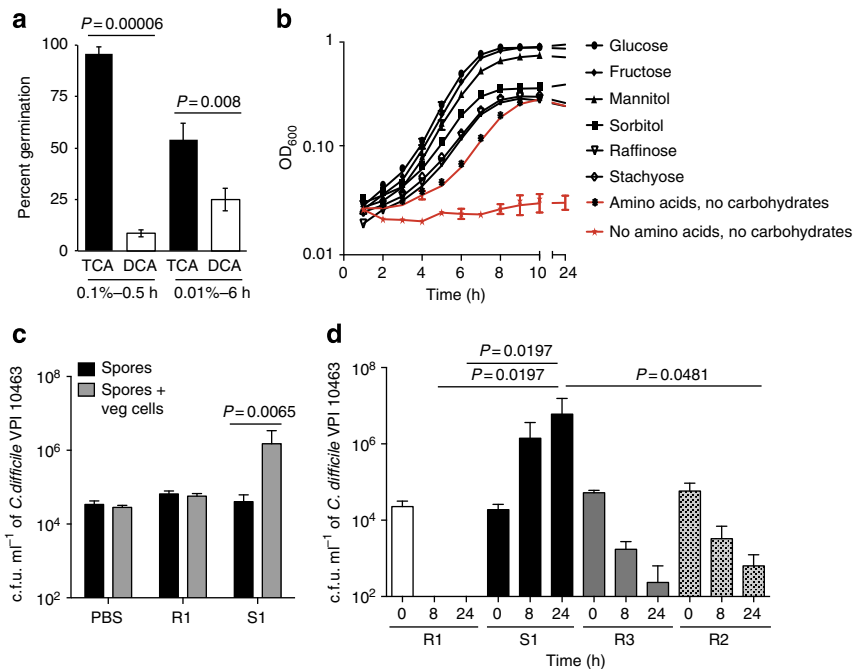 a
P = 0.00006
P = 0.008
100
75
50
25
0
Percent germination
TCA DCA TCA DCA
0.1%–0.5 h 0.01%–6 h
b
1
0.10
0.01
OD600
0 2 4 6 8 10 24
Time (h)
Glucose
Fructose
Mannitol
Sorbitol
Raffinose
Stachyose
Amino acids, no carbohydrates
No amino acids, no carbohydrates
c
Spores
Spores +
veg cells
P = 0.0065
10^8
10^6
10^4
10^2
c.f.u. ml−1 of C.difficile VPI 10463
PBS R1 S1
d
P = 0.0197
P = 0.0197
P = 0.0481
10^8
10^6
10^4
10^2
c.f.u. ml−1 of C.difficile VPI 10463
0 8 24 0 8 24 0 8 24 0 8 24
R1 S1 R3 R2
Time (h)